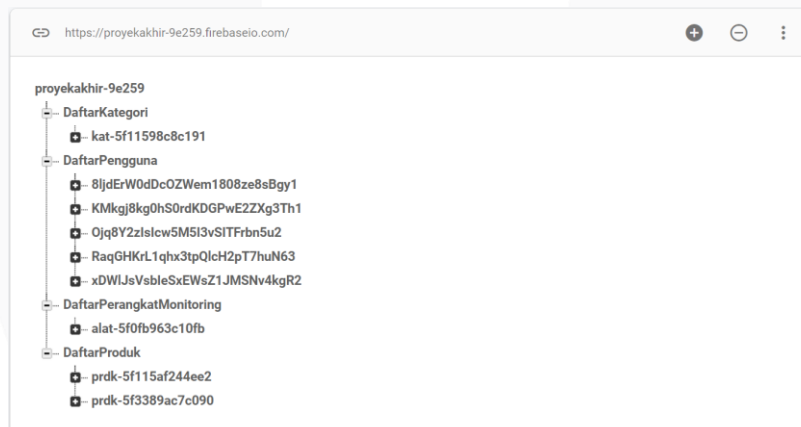 https://proyekakhir-9e259.firebaseio.com/
proyekakhir-9e259
DaftarKategori
kat-5f11598c8c191
DaftarPengguna
8ljdErW0dDcOZWem1808ze8sBgy1
KMkgj8kg0hS0rdKDGPwE2ZXg3Th1
Ojq8Y2zlslcw5M5I3vSITFrbn5u2
RaqGHKrL1qhx3tpQlcH2pT7huN63
xDWlJsVsbleSxEWsZ1JMSNv4kgR2
DaftarPerangkatMonitoring
alat-5f0fb963c10fb
DaftarProduk
prdk-5f115af244ee2
prdk-5f3389ac7c090